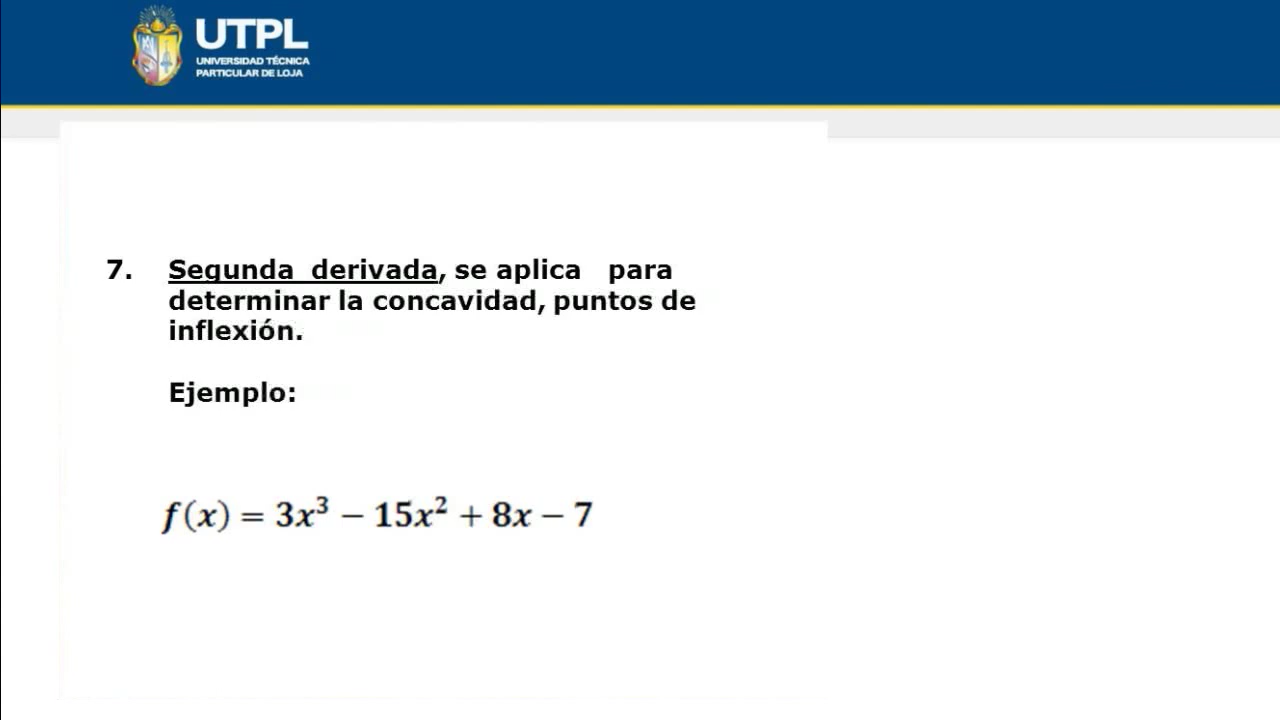 UTPL
UNIVERSIDAD TÉCNICA
PARTICULAR DE LOJA
7. Segunda derivada, se aplica para
determinar la concavidad, puntos de
inflexión.
Ejemplo:
f(x) = 3x³ − 15x² + 8x − 7